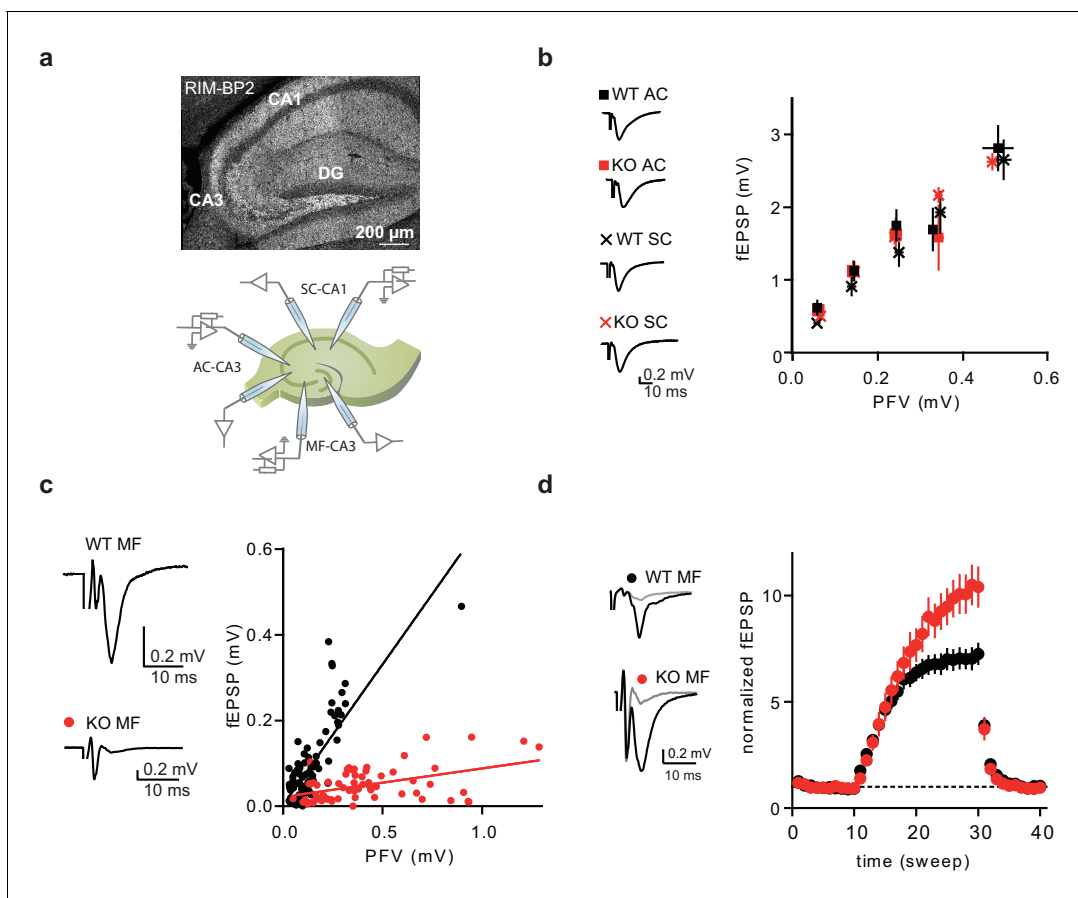 a
RIM-BP2
CA1
DG
CA3
200 µm
SC-CA1
AC-CA3
MF-CA3
b
WT AC
KO AC
WT SC
KO SC
0.2 mV
10 ms
fEPSP (mV)
3
2
1
0
0.0 0.2 0.4 0.6
PFV (mV)
c
WT MF
0.2 mV
10 ms
KO MF
0.2 mV
10 ms
fEPSP (mV)
0.6
0.4
0.2
0.0
0.0 0.5 1.0
PFV (mV)
d
WT MF
KO MF
0.2 mV
10 ms
normalized fEPSP
10
5
0
0 10 20 30 40
time (sweep)